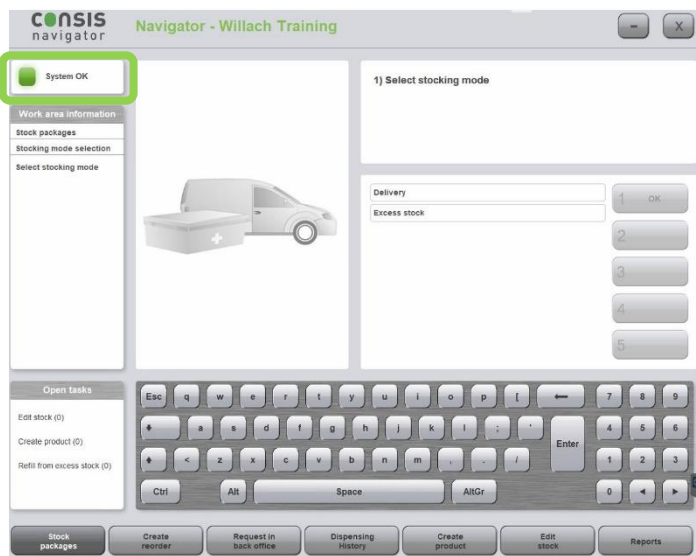 CONSIS
navigator
Navigator - Willach Training
– X
System OK
Work area information
Stock packages
Stocking mode selection
Select stocking mode
1) Select stocking mode
Delivery
Excess stock
1 OK
2
3
4
5
Open tasks
Edit stock (0)
Create product (0)
Refill from excess stock (0)
Esc q w e r t y u i o p [ ← 7 8 9
a s d f g h j k l ; ' Enter 4 5 6
< z x c v b n m , . / 1 2 3
Ctrl Alt Space AltGr 0 ◄ ►
Stock packages
Create reorder
Request in back office
Dispensing History
Create product
Edit stock
Reports